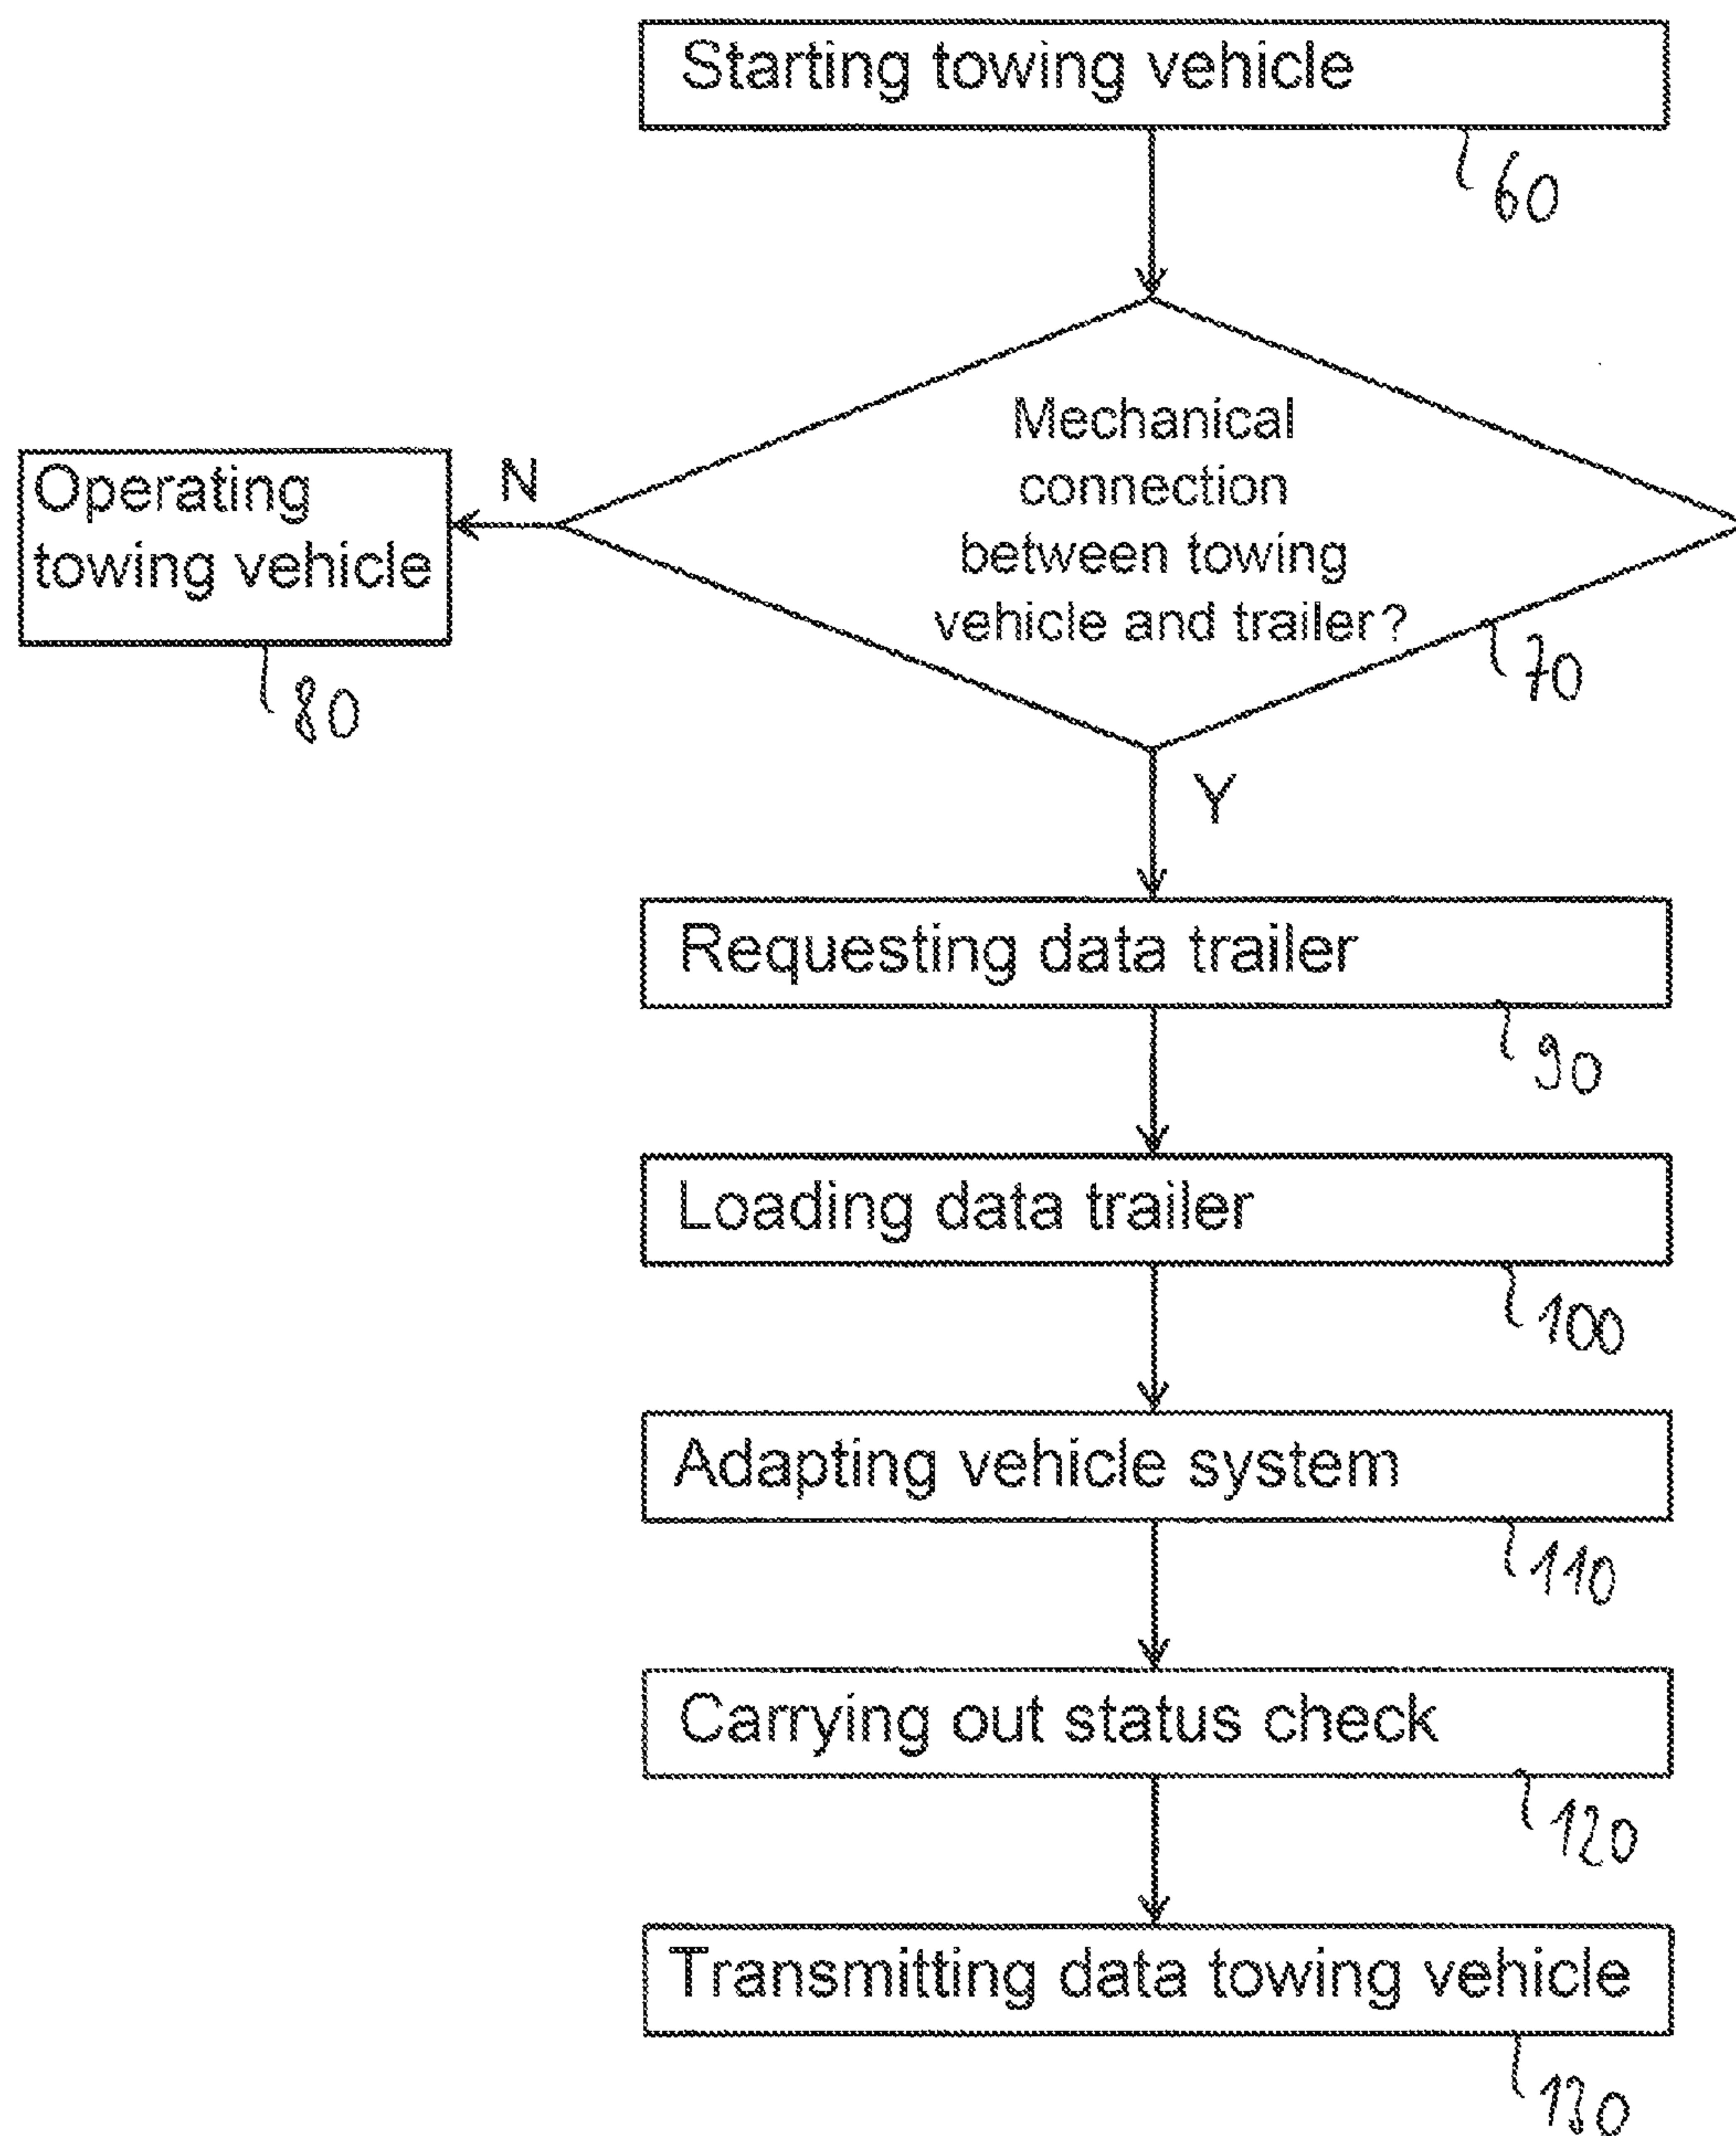 Starting towing vehicle
60
Mechanical
connection
between towing
vehicle and trailer?
70
N
Operating
towing vehicle
80
Y
Requesting data trailer
90
Loading data trailer
100
Adapting vehicle system
110
Carrying out status check
120
Transmitting data towing vehicle
130